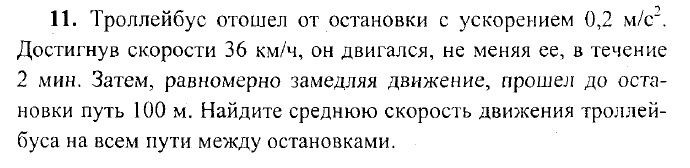 11. Троллейбус отошел от остановки с ускорением 0,2 м/с².
Достигнув скорости 36 км/ч, он двигался, не меняя ее, в течение
2 мин. Затем, равномерно замедляя движение, прошел до оста-
новки путь 100 м. Найдите среднюю скорость движения троллей-
буса на всем пути между остановками.